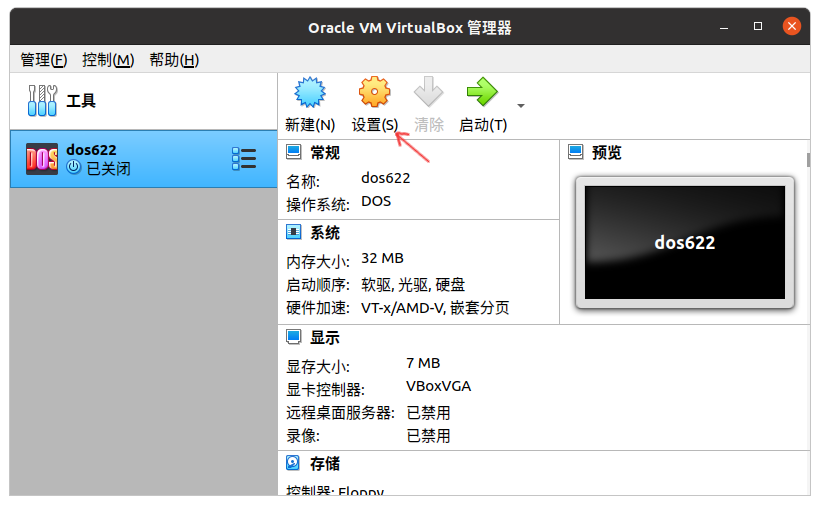 Oracle VM VirtualBox 管理器
管理(F) 控制(M) 帮助(H)
工具
新建(N) 设置(S) 清除 启动(T)
DOS
dos622
已关闭
常规
名称: dos622
操作系统: DOS
预览
dos622
系统
内存大小: 32 MB
启动顺序: 软驱, 光驱, 硬盘
硬件加速: VT-x/AMD-V, 嵌套分页
显示
显存大小: 7 MB
显卡控制器: VBoxVGA
远程桌面服务器: 已禁用
录像: 已禁用
存储
控制器: Floppy